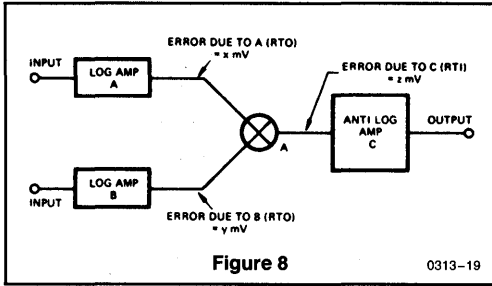 INPUT
LOG AMP
A
ERROR DUE TO A (RTO)
= x mV
ERROR DUE TO C (RTI)
= z mV
A
ANTI LOG
AMP
C
OUTPUT
INPUT
LOG AMP
B
ERROR DUE TO B (RTO)
= y mV
Figure 8
0313–19